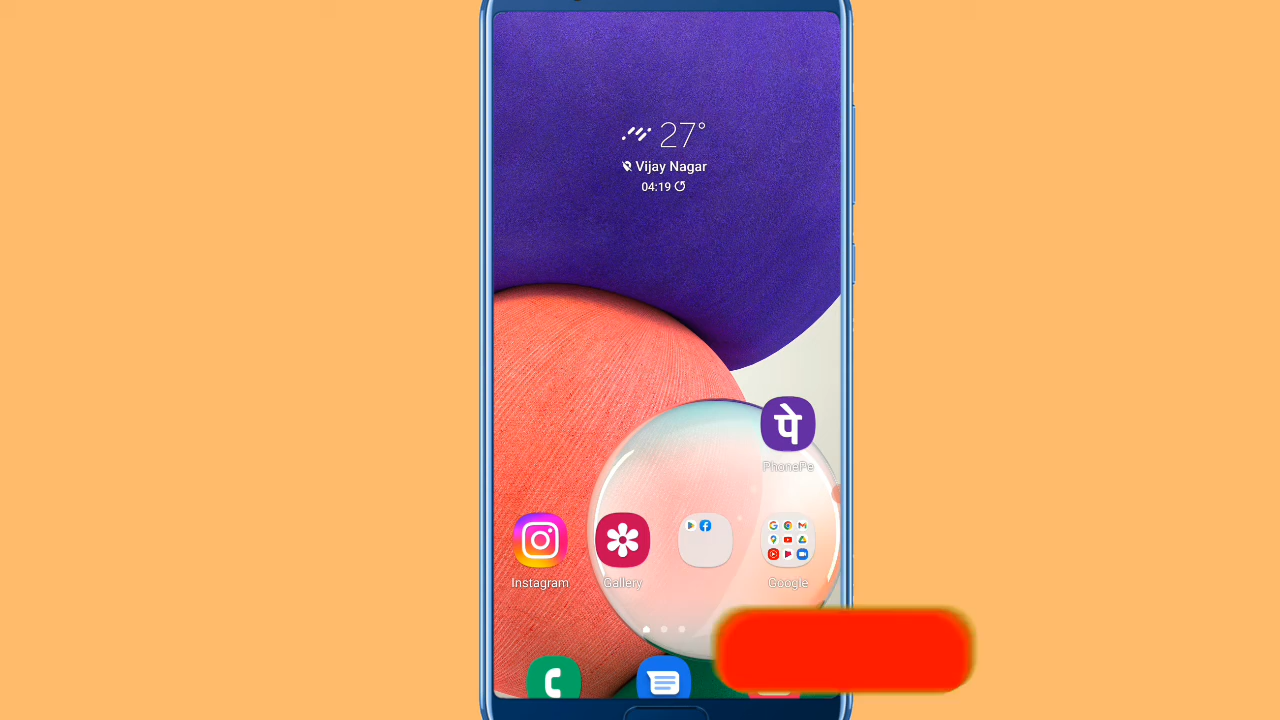 27°
Vijay Nagar
04:19
पे
PhonePe
Instagram
Gallery
Google